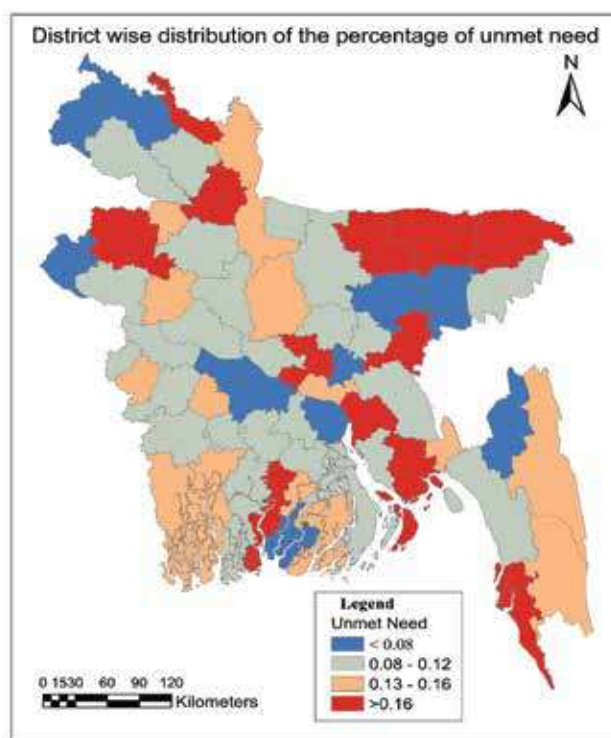 District wise distribution of the percentage of unmet need
N
Legend
Unmet Need
< 0.08
0.08 - 0.12
0.13 - 0.16
>0.16
0 1530 60 90 120
Kilometers